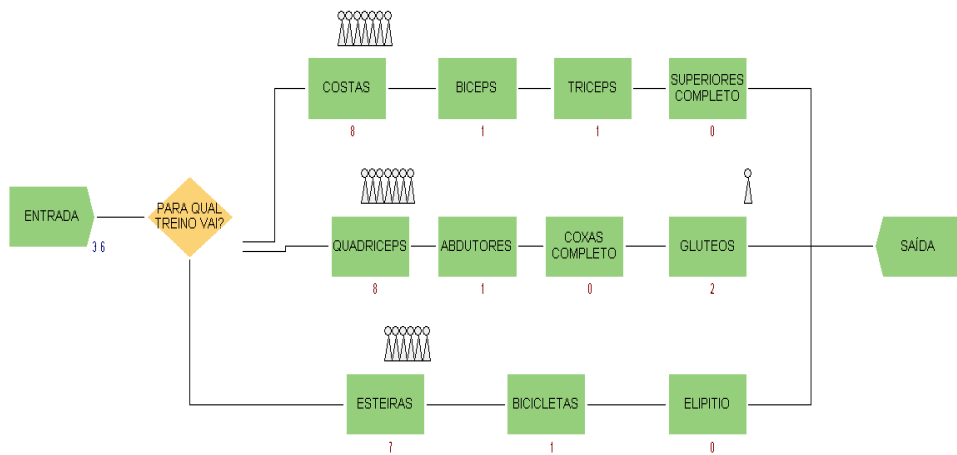 COSTAS
BICEPS
TRICEPS
SUPERIORES
COMPLETO
8
1
1
0
ENTRADA
36
PARA QUAL
TREINO VAI?
QUADRICEPS
ABDUTORES
COXAS
COMPLETO
GLUTEOS
SAÍDA
8
1
0
2
ESTEIRAS
BICICLETAS
ELIPITIO
7
1
0